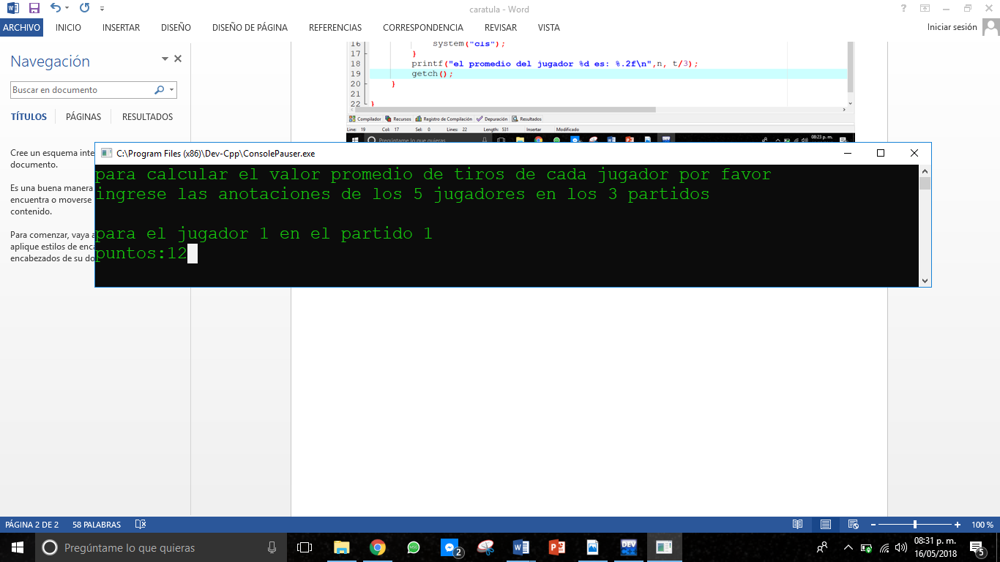 caratula - Word
ARCHIVO INICIO INSERTAR DISEÑO DISEÑO DE PÁGINA REFERENCIAS CORRESPONDENCIA REVISAR VISTA Iniciar sesión
Navegación
Buscar en documento
TÍTULOS PÁGINAS RESULTADOS
Cree un esquema inte
documento.
Es una buena manera
encuentra o moverse
contenido.
Para comenzar, vaya a
aplique estilos de enca
encabezados de su do
16 system("cls");
17 }
18 printf("el promedio del jugador %d es: %.2f\n",n, t/3);
19 getch();
20 }
21
22 }
Compilador Recursos Registro de Compilación Depuración Resultados
Line: 19 Col: 17 Sel: 0 Lines: 22 Length: 531 Insertar Modificado
Pregúntame lo que quieras 08:23 p. m.
C:\Program Files (x86)\Dev-Cpp\ConsolePauser.exe
para calcular el valor promedio de tiros de cada jugador por favor
ingrese las anotaciones de los 5 jugadores en los 3 partidos
para el jugador 1 en el partido 1
puntos:12
PÁGINA 2 DE 2 58 PALABRAS 100 %
Pregúntame lo que quieras 2 DEV 08:31 p. m.
16/05/2018 5